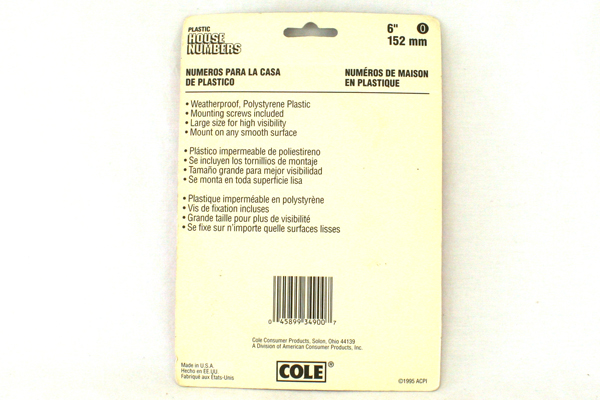 PLASTIC
HOUSE
NUMBERS
6" 0
152 mm
NUMEROS PARA LA CASA
DE PLASTICO
NUMÉROS DE MAISON
EN PLASTIQUE
• Weatherproof, Polystyrene Plastic
• Mounting screws included
• Large size for high visibility
• Mount on any smooth surface
• Plástico impermeable de poliestireno
• Se incluyen los tornillios de montaje
• Tamaño grande para mejor visibilidad
• Se monta en toda superficie lisa
• Plastique imperméable en polystyrène
• Vis de fixation incluses
• Grande taille pour plus de visibilité
• Se fixe sur n'importe quelle surfaces lisses
0 45899 34900 7
Cole Consumer Products, Solon, Ohio 44139
A Division of American Consumer Products, Inc.
Made in U.S.A.
Hecho en EE.UU.
Fabriqué aux États-Unis
COLE®
©1995 ACPI